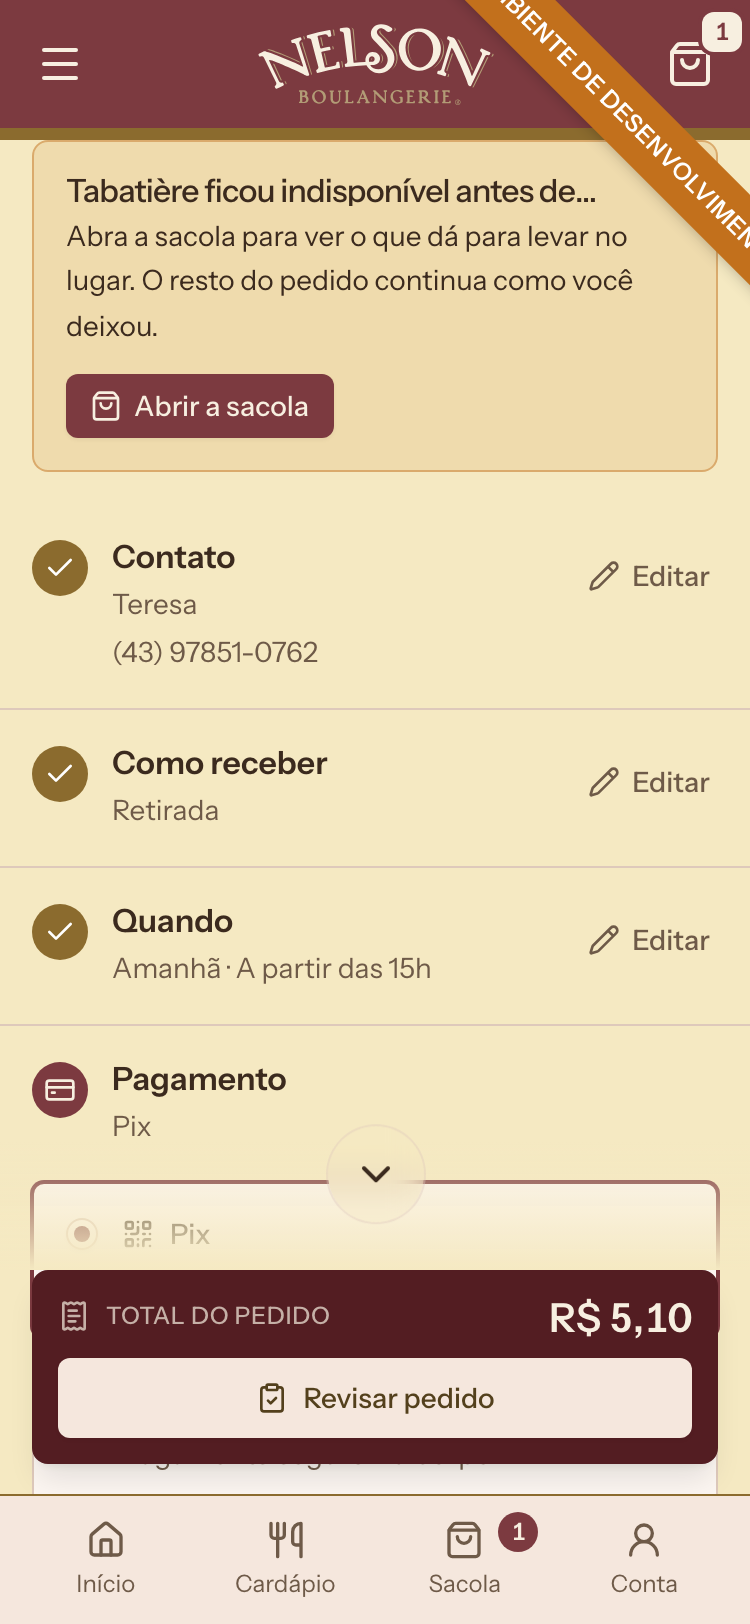 NELSON
BOULANGERIE
BIENTE DE DESENVOLVIMEN
1
Tabatière ficou indisponível antes de...
Abra a sacola para ver o que dá para levar no
lugar. O resto do pedido continua como você
deixou.
Abrir a sacola
Contato
Editar
Teresa
(43) 97851-0762
Como receber
Editar
Retirada
Quando
Editar
Amanhã · A partir das 15h
Pagamento
Pix
Pix
TOTAL DO PEDIDO
R$ 5,10
Revisar pedido
1
Início
Cardápio
Sacola
Conta